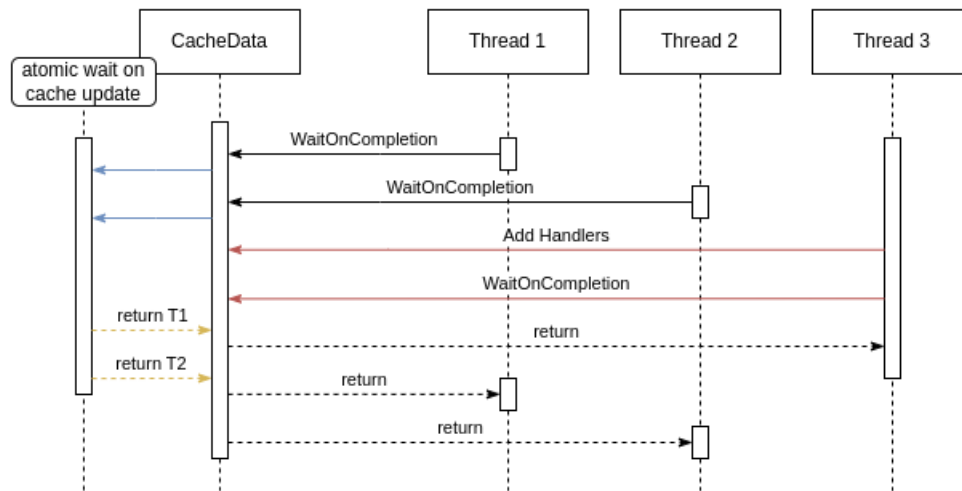 CacheData
Thread 1
Thread 2
Thread 3
atomic wait on
cache update
WaitOnCompletion
WaitOnCompletion
Add Handlers
WaitOnCompletion
return T1
return
return T2
return
return